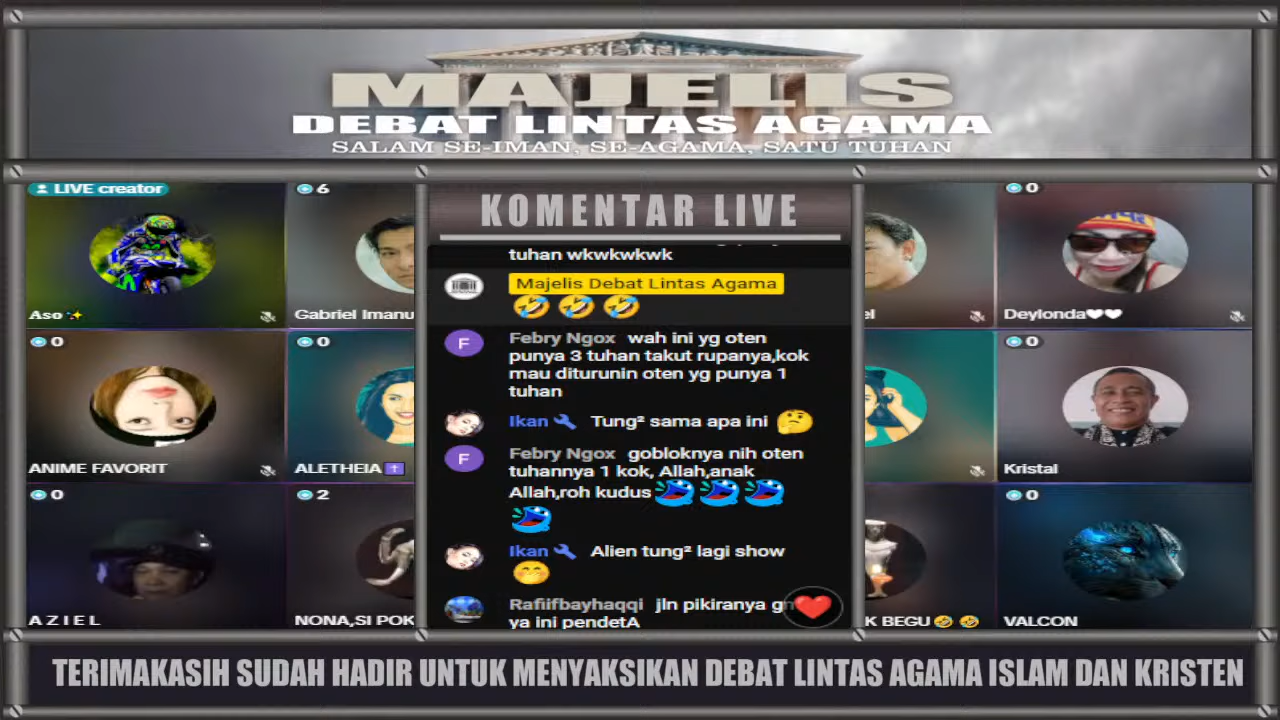 MAJELIS
DEBAT LINTAS AGAMA
SALAM SE-IMAN, SE-AGAMA, SATU TUHAN
LIVE creator
Aso
6
Gabriel Imanu
KOMENTAR LIVE
tuhan wkwkwkwk
Majelis Debat Lintas Agama
Febry Ngox wah ini yg oten
punya 3 tuhan takut rupanya,kok
mau diturunin oten yg punya 1
tuhan
Ikan Tung² sama apa ini
Febry Ngox gobloknya nih oten
tuhannya 1 kok, Allah,anak
Allah,roh kudus
Ikan Alien tung² lagi show
Rafiifbayhaqqi jln pikiranya
ya ini pendetA
el
0
Deylonda
0
ANIME FAVORIT
0
ALETHEIA
0
Kristal
0
A Z I E L
2
NONA,SI POK
K BEGU
0
VALCON
TERIMAKASIH SUDAH HADIR UNTUK MENYAKSIKAN DEBAT LINTAS AGAMA ISLAM DAN KRISTEN